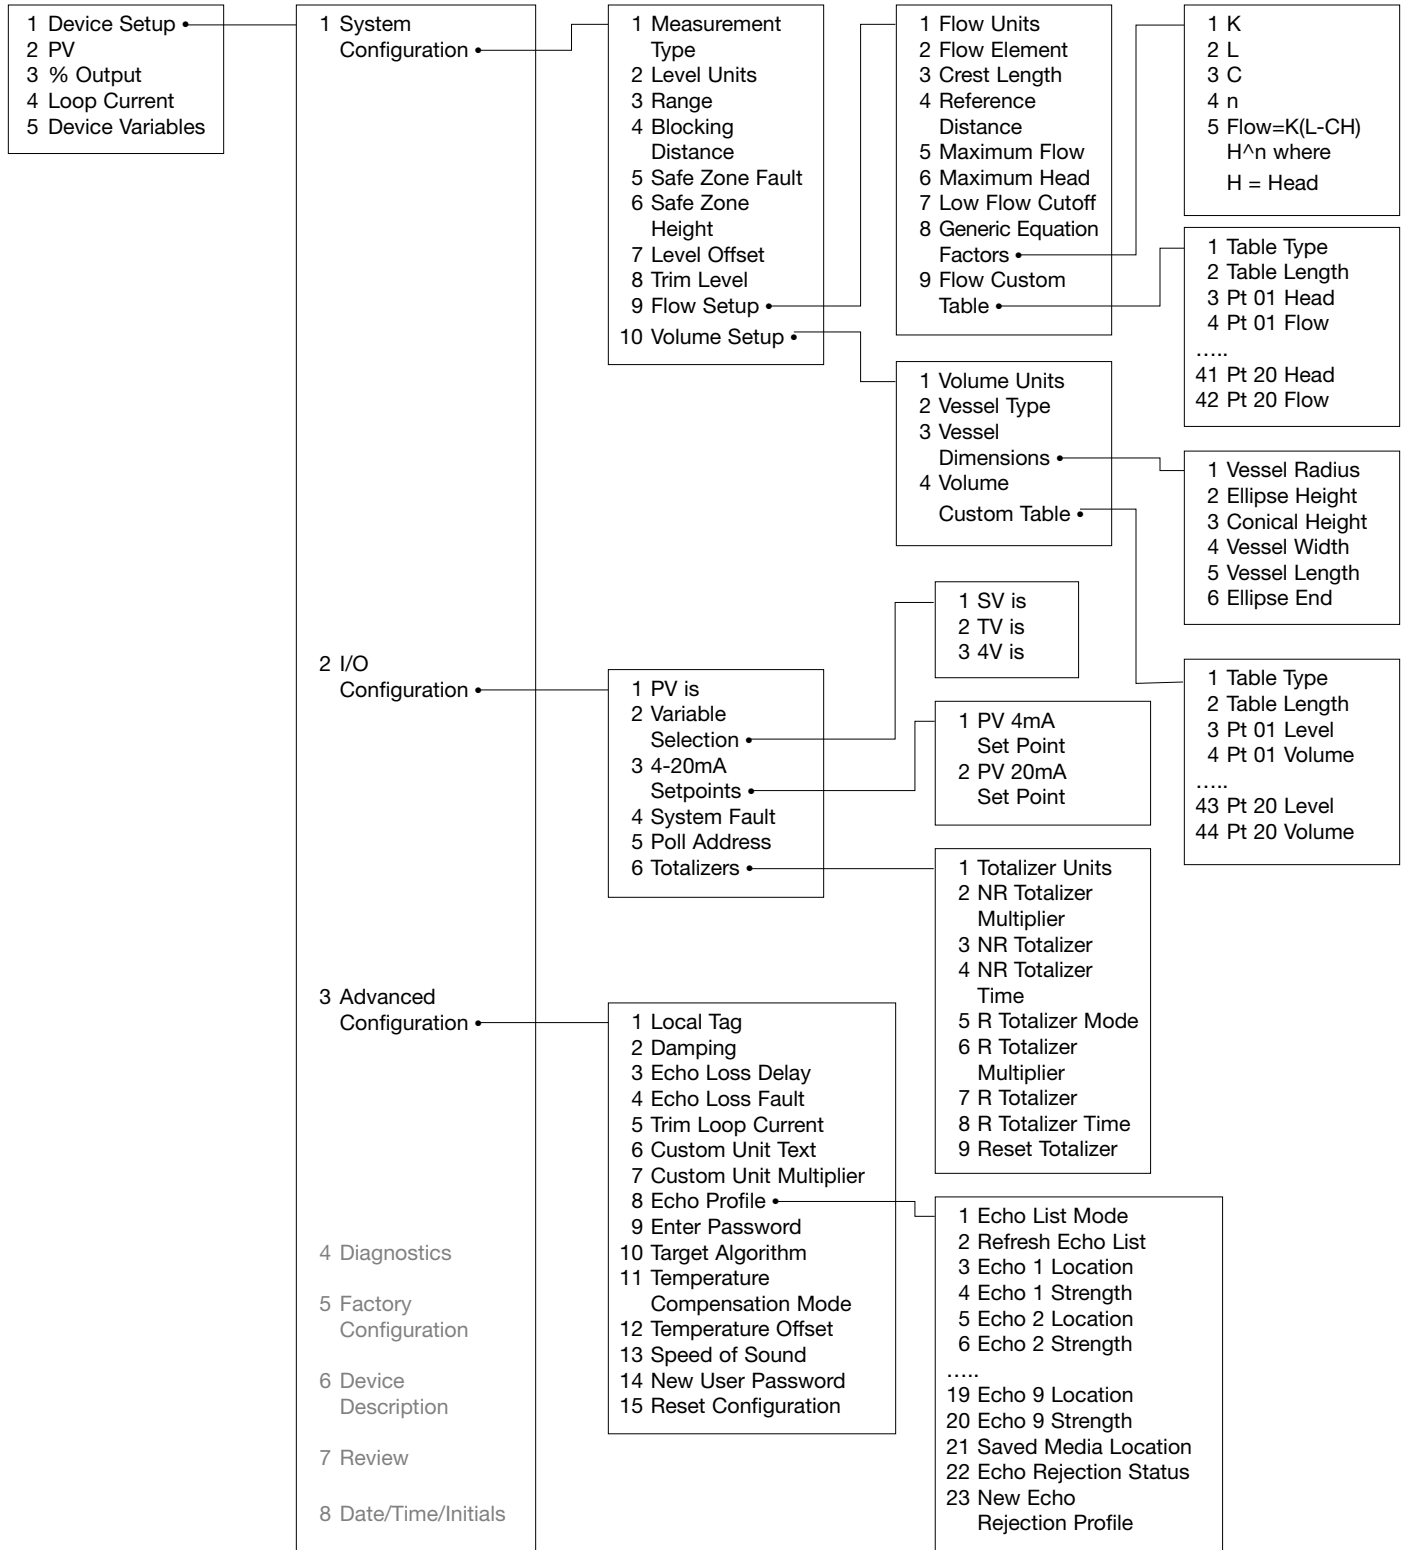 1 Device Setup
2 PV
3 % Output
4 Loop Current
5 Device Variables
1 System
Configuration
2 I/O
Configuration
3 Advanced
Configuration
4 Diagnostics
5 Factory
Configuration
6 Device
Description
7 Review
8 Date/Time/Initials
1 Measurement
Type
2 Level Units
3 Range
4 Blocking
Distance
5 Safe Zone Fault
6 Safe Zone
Height
7 Level Offset
8 Trim Level
9 Flow Setup
10 Volume Setup
1 Flow Units
2 Flow Element
3 Crest Length
4 Reference
Distance
5 Maximum Flow
6 Maximum Head
7 Low Flow Cutoff
8 Generic Equation
Factors
9 Flow Custom
Table
1 K
2 L
3 C
4 n
5 Flow=K(L-CH)
H^n where
H = Head
1 Table Type
2 Table Length
3 Pt 01 Head
4 Pt 01 Flow
.....
41 Pt 20 Head
42 Pt 20 Flow
1 Volume Units
2 Vessel Type
3 Vessel
Dimensions
4 Volume
Custom Table
1 Vessel Radius
2 Ellipse Height
3 Conical Height
4 Vessel Width
5 Vessel Length
6 Ellipse End
1 Table Type
2 Table Length
3 Pt 01 Level
4 Pt 01 Volume
.....
43 Pt 20 Level
44 Pt 20 Volume
1 PV is
2 Variable
Selection
3 4-20mA
Setpoints
4 System Fault
5 Poll Address
6 Totalizers
1 SV is
2 TV is
3 4V is
1 PV 4mA
Set Point
2 PV 20mA
Set Point
1 Totalizer Units
2 NR Totalizer
Multiplier
3 NR Totalizer
4 NR Totalizer
Time
5 R Totalizer Mode
6 R Totalizer
Multiplier
7 R Totalizer
8 R Totalizer Time
9 Reset Totalizer
1 Local Tag
2 Damping
3 Echo Loss Delay
4 Echo Loss Fault
5 Trim Loop Current
6 Custom Unit Text
7 Custom Unit Multiplier
8 Echo Profile
9 Enter Password
10 Target Algorithm
11 Temperature
Compensation Mode
12 Temperature Offset
13 Speed of Sound
14 New User Password
15 Reset Configuration
1 Echo List Mode
2 Refresh Echo List
3 Echo 1 Location
4 Echo 1 Strength
5 Echo 2 Location
6 Echo 2 Strength
.....
19 Echo 9 Location
20 Echo 9 Strength
21 Saved Media Location
22 Echo Rejection Status
23 New Echo
Rejection Profile